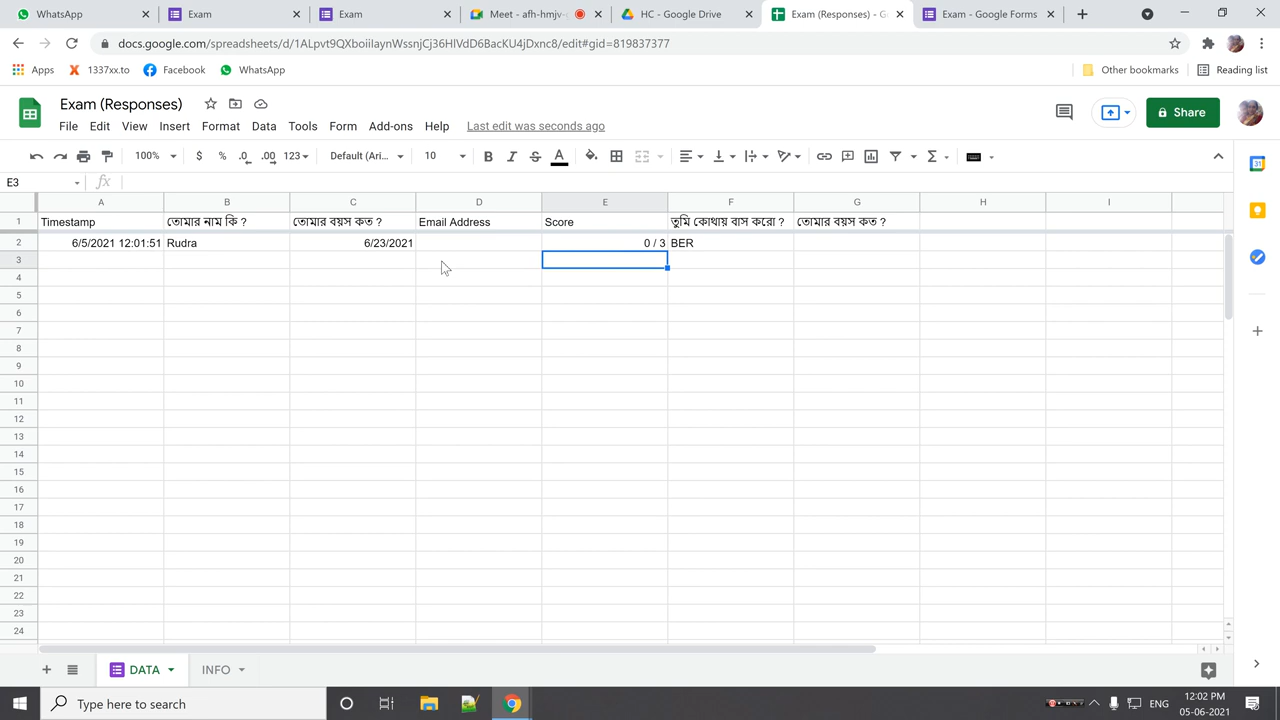 WhatsApp
Exam
Exam
Meet - afh-hmjv-
HC - Google Drive
Exam (Responses) - G
Exam - Google Forms
docs.google.com/spreadsheets/d/1ALpvt9QXboiiIaynWssnjCj36HIVdD6BacKU4jDxnc8/edit#gid=819837377
Apps
1337xx.to
Facebook
WhatsApp
Other bookmarks
Reading list
Exam (Responses)
File Edit View Insert Format Data Tools Form Add-ons Help Last edit was seconds ago
Share
100% $ % .0 .00 123 Default (Ari... 10 B I S A Σ
E3 fx
A B C D E F G H I
1 Timestamp তোমার নাম কি ? তোমার বয়স কত ? Email Address Score তুমি কোথায় বাস করো ? তোমার বয়স কত ?
2 6/5/2021 12:01:51 Rudra 6/23/2021 0 / 3 BER
3
4
5
6
7
8
9
10
11
12
13
14
15
16
17
18
19
20
21
22
23
24
DATA INFO
Type here to search
ENG
12:02 PM
05-06-2021